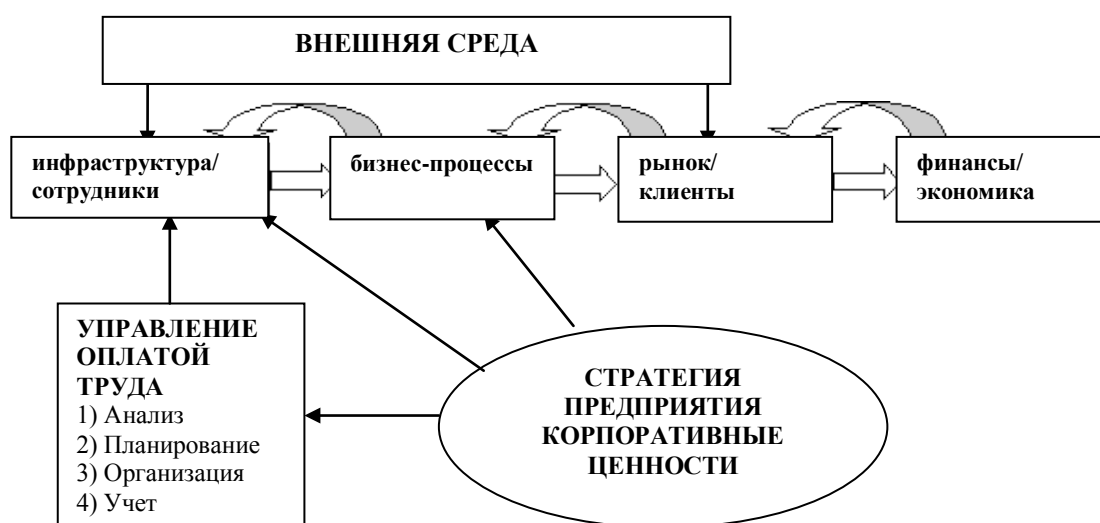 ВНЕШНЯЯ СРЕДА
инфраструктура/
сотрудники
бизнес-процессы
рынок/
клиенты
финансы/
экономика
УПРАВЛЕНИЕ
ОПЛАТОЙ
ТРУДА
1) Анализ
2) Планирование
3) Организация
4) Учет
СТРАТЕГИЯ
ПРЕДПРИЯТИЯ
КОРПОРАТИВНЫЕ
ЦЕННОСТИ